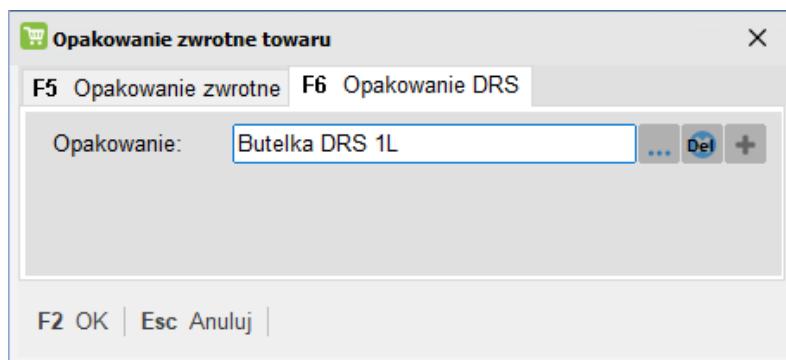 Opakowanie zwrotne towaru
F5 Opakowanie zwrotne F6 Opakowanie DRS
Opakowanie: Butelka DRS 1L ... Del +
F2 OK Esc Anuluj